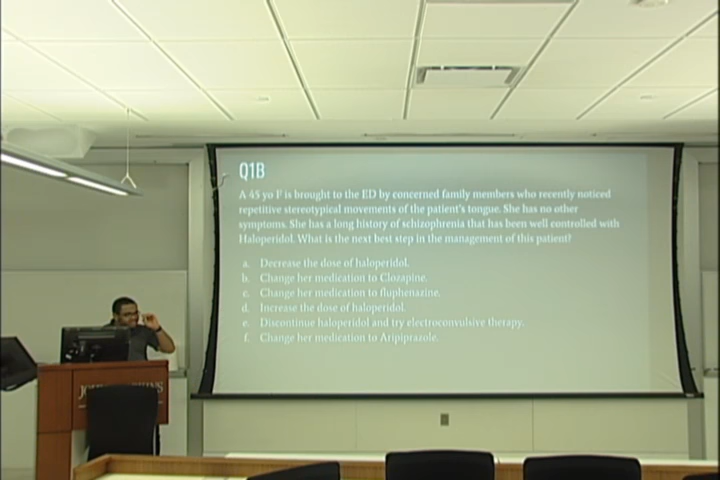 Q1B
A 45 yo F is brought to the ED by concerned family members who recently noticed
repetitive stereotypical movements of the patient's tongue. She has no other
symptoms. She has a long history of schizophrenia that has been well controlled with
Haloperidol. What is the next best step in the management of this patient?
a. Decrease the dose of haloperidol.
b. Change her medication to Clozapine.
c. Change her medication to fluphenazine.
d. Increase the dose of haloperidol.
e. Discontinue haloperidol and try electroconvulsive therapy.
f. Change her medication to Aripiprazole.